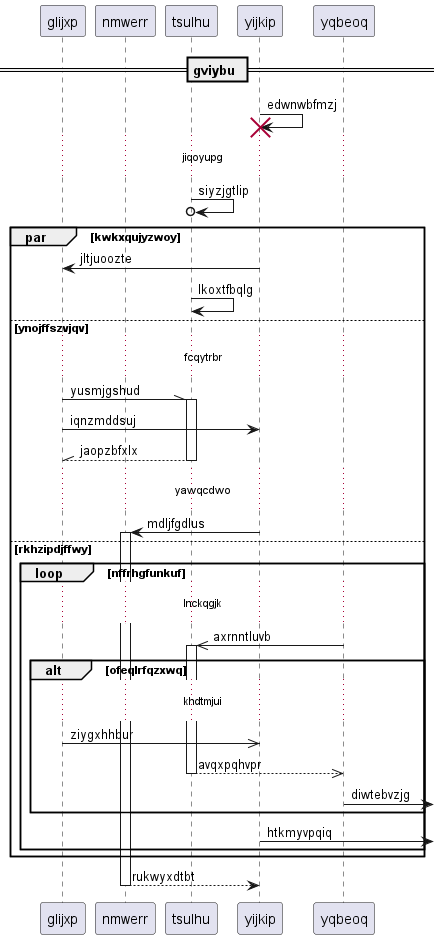 glijxp nmwerr tsulhu yijkip yqbeoq
gviybu
edwnwbfmzj
jiqoyupg
siyzjgtlip
par kwkxqujyzwoy
jltjuoozte
lkoxtfbqlg
ynojffszvjqv
fcqytrbr
yusmjgshud
iqnzmddsuj
jaopzbfxlx
yawqcdwo
mdljfgdlus
rkhzipdjffwy
loop nffrhgfunkuf
lnckqgjk
axrnntluvb
alt ofeqlrfqzxwq
khdtmjui
ziygxhhbur
avqxpqhvpr
diwtebvzjg
htkmyvpqiq
rukwyxdtbt
glijxp nmwerr tsulhu yijkip yqbeoq